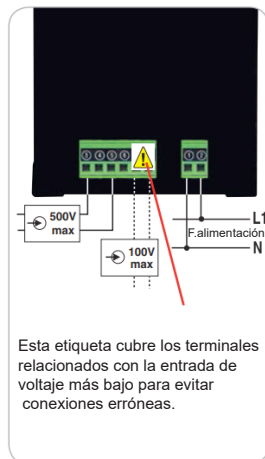 500V
max
100V
max
L1
F.alimentación
N
Esta etiqueta cubre los terminales
relacionados con la entrada de
voltaje más bajo para evitar
conexiones erróneas.